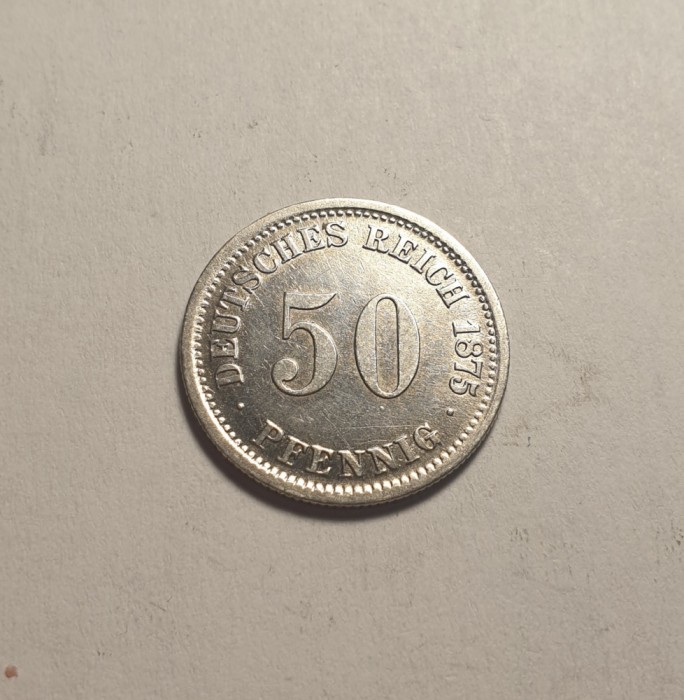 DEUTSCHES REICH 1875
50
PFENNIG